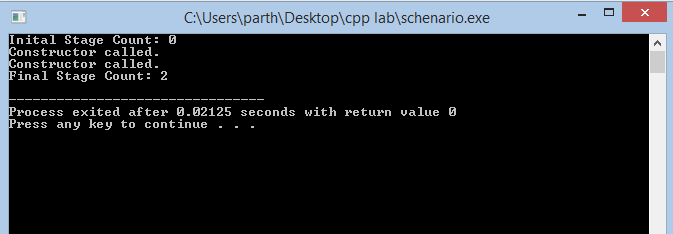 C:\Users\parth\Desktop\cpp lab\schenario.exe
Inital Stage Count: 0
Constructor called.
Constructor called.
Final Stage Count: 2
--------------------------------
Process exited after 0.02125 seconds with return value 0
Press any key to continue . . .